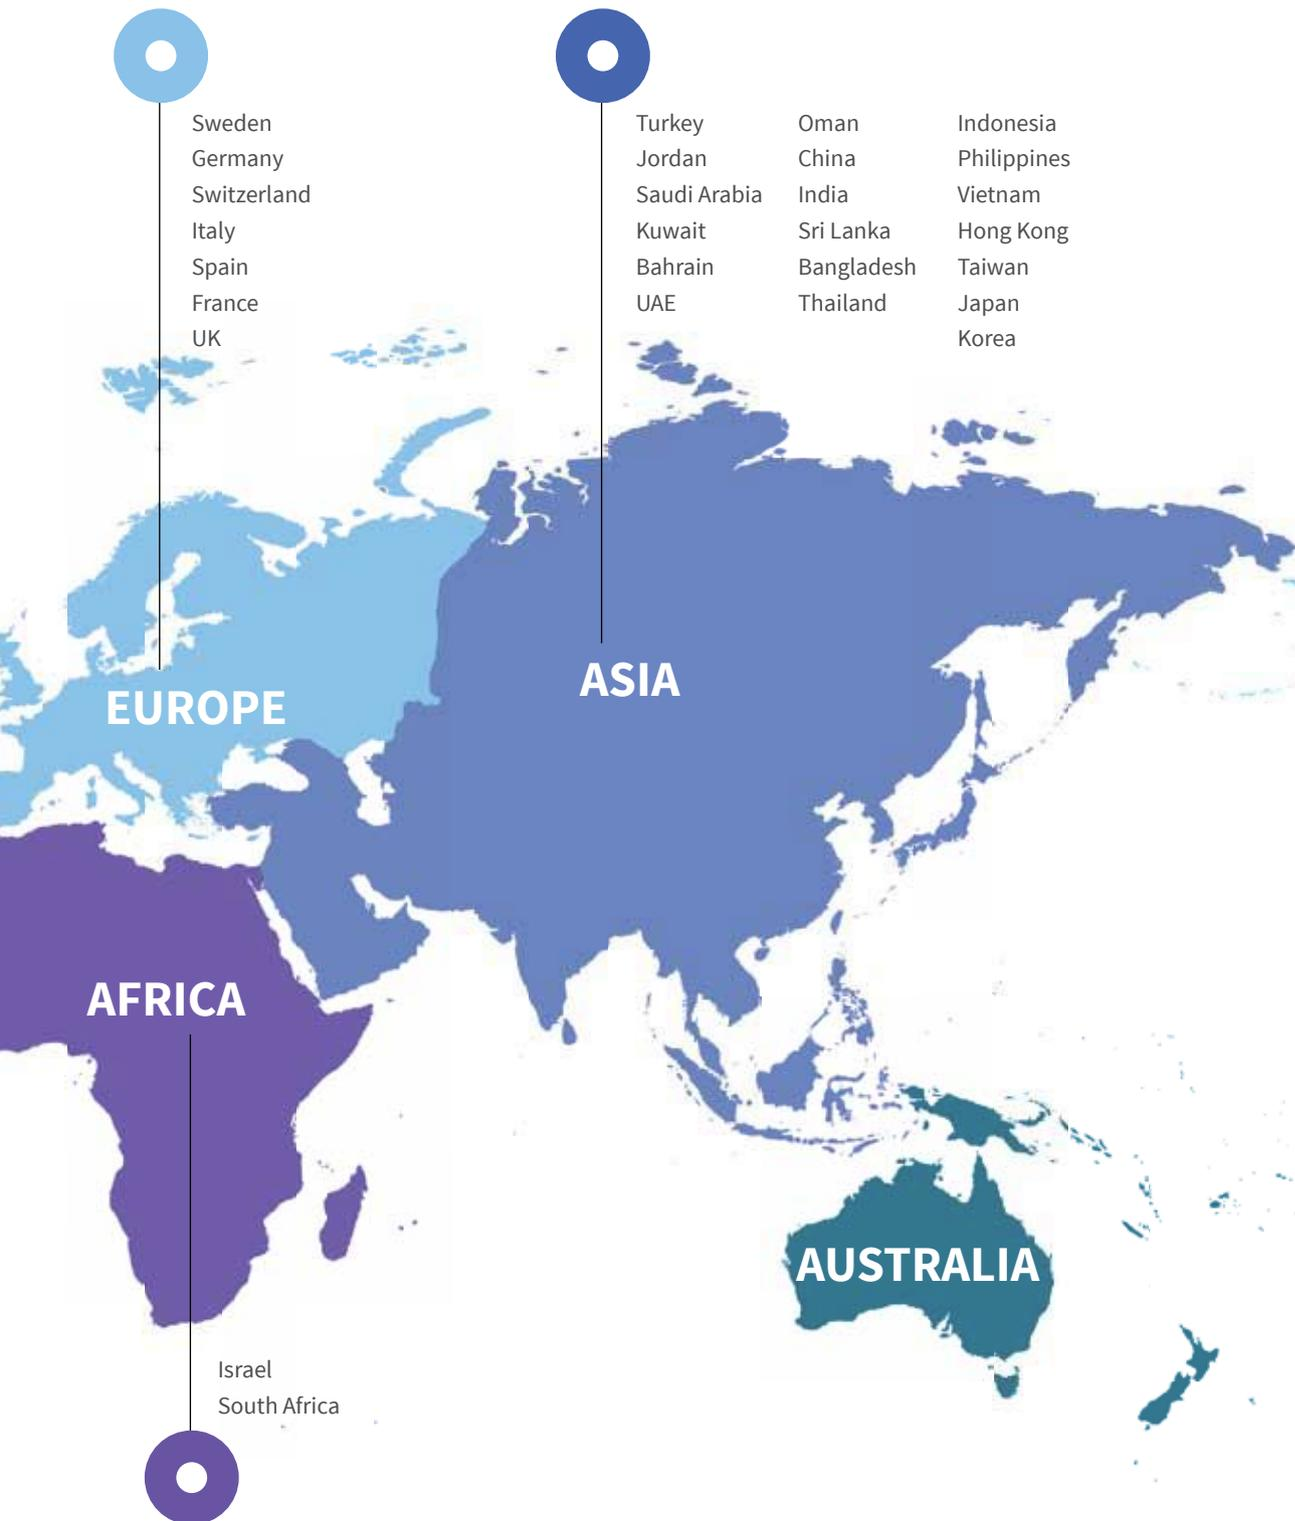 Sweden
Germany
Switzerland
Italy
Spain
France
UK
Turkey
Jordan
Saudi Arabia
Kuwait
Bahrain
UAE
Oman
China
India
Sri Lanka
Bangladesh
Thailand
Indonesia
Philippines
Vietnam
Hong Kong
Taiwan
Japan
Korea
EUROPE
ASIA
AFRICA
AUSTRALIA
Israel
South Africa